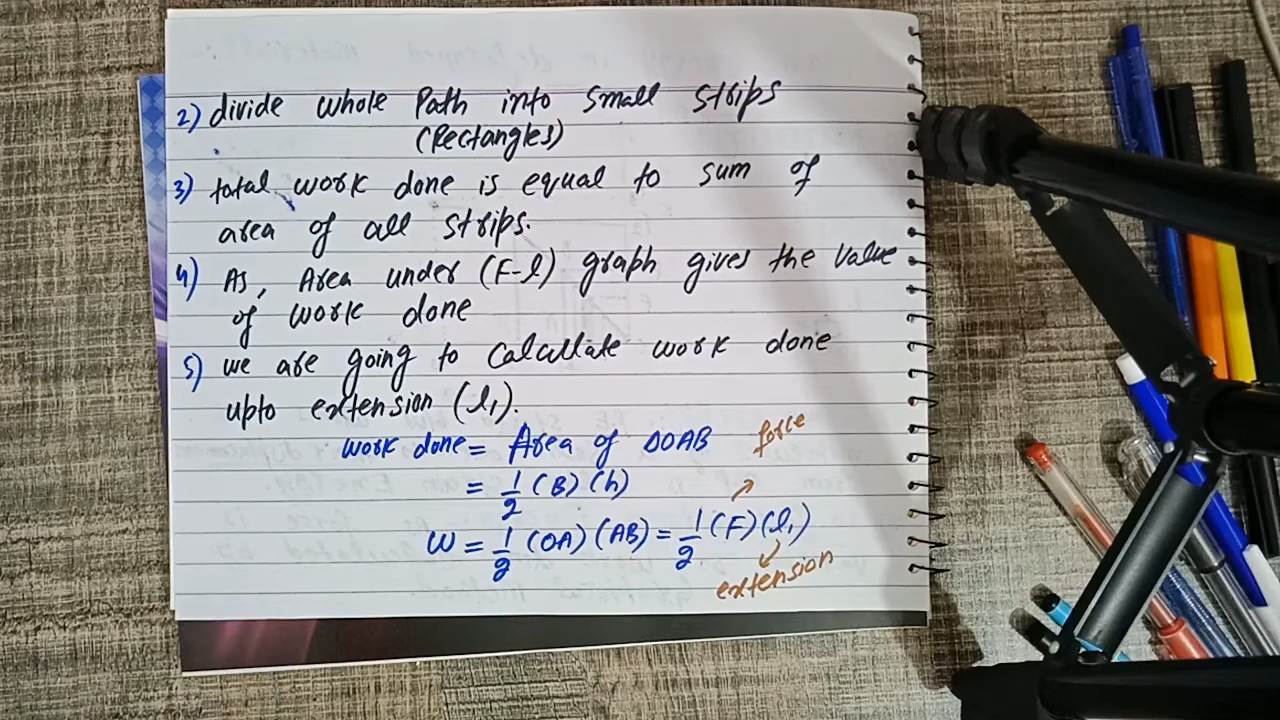 2) divide whole Path into small strips
(Rectangles)
3) total work done is equal to sum of
area of all strips.
4) As, Area under (F-l) graph gives the value
of work done
5) we are going to calculate work done
upto extension (l₁).
work done = Area of ΔOAB
force
= 1/2 (B) (h)
W = 1/2 (OA) (AB) = 1/2 (F) (l₁)
extension